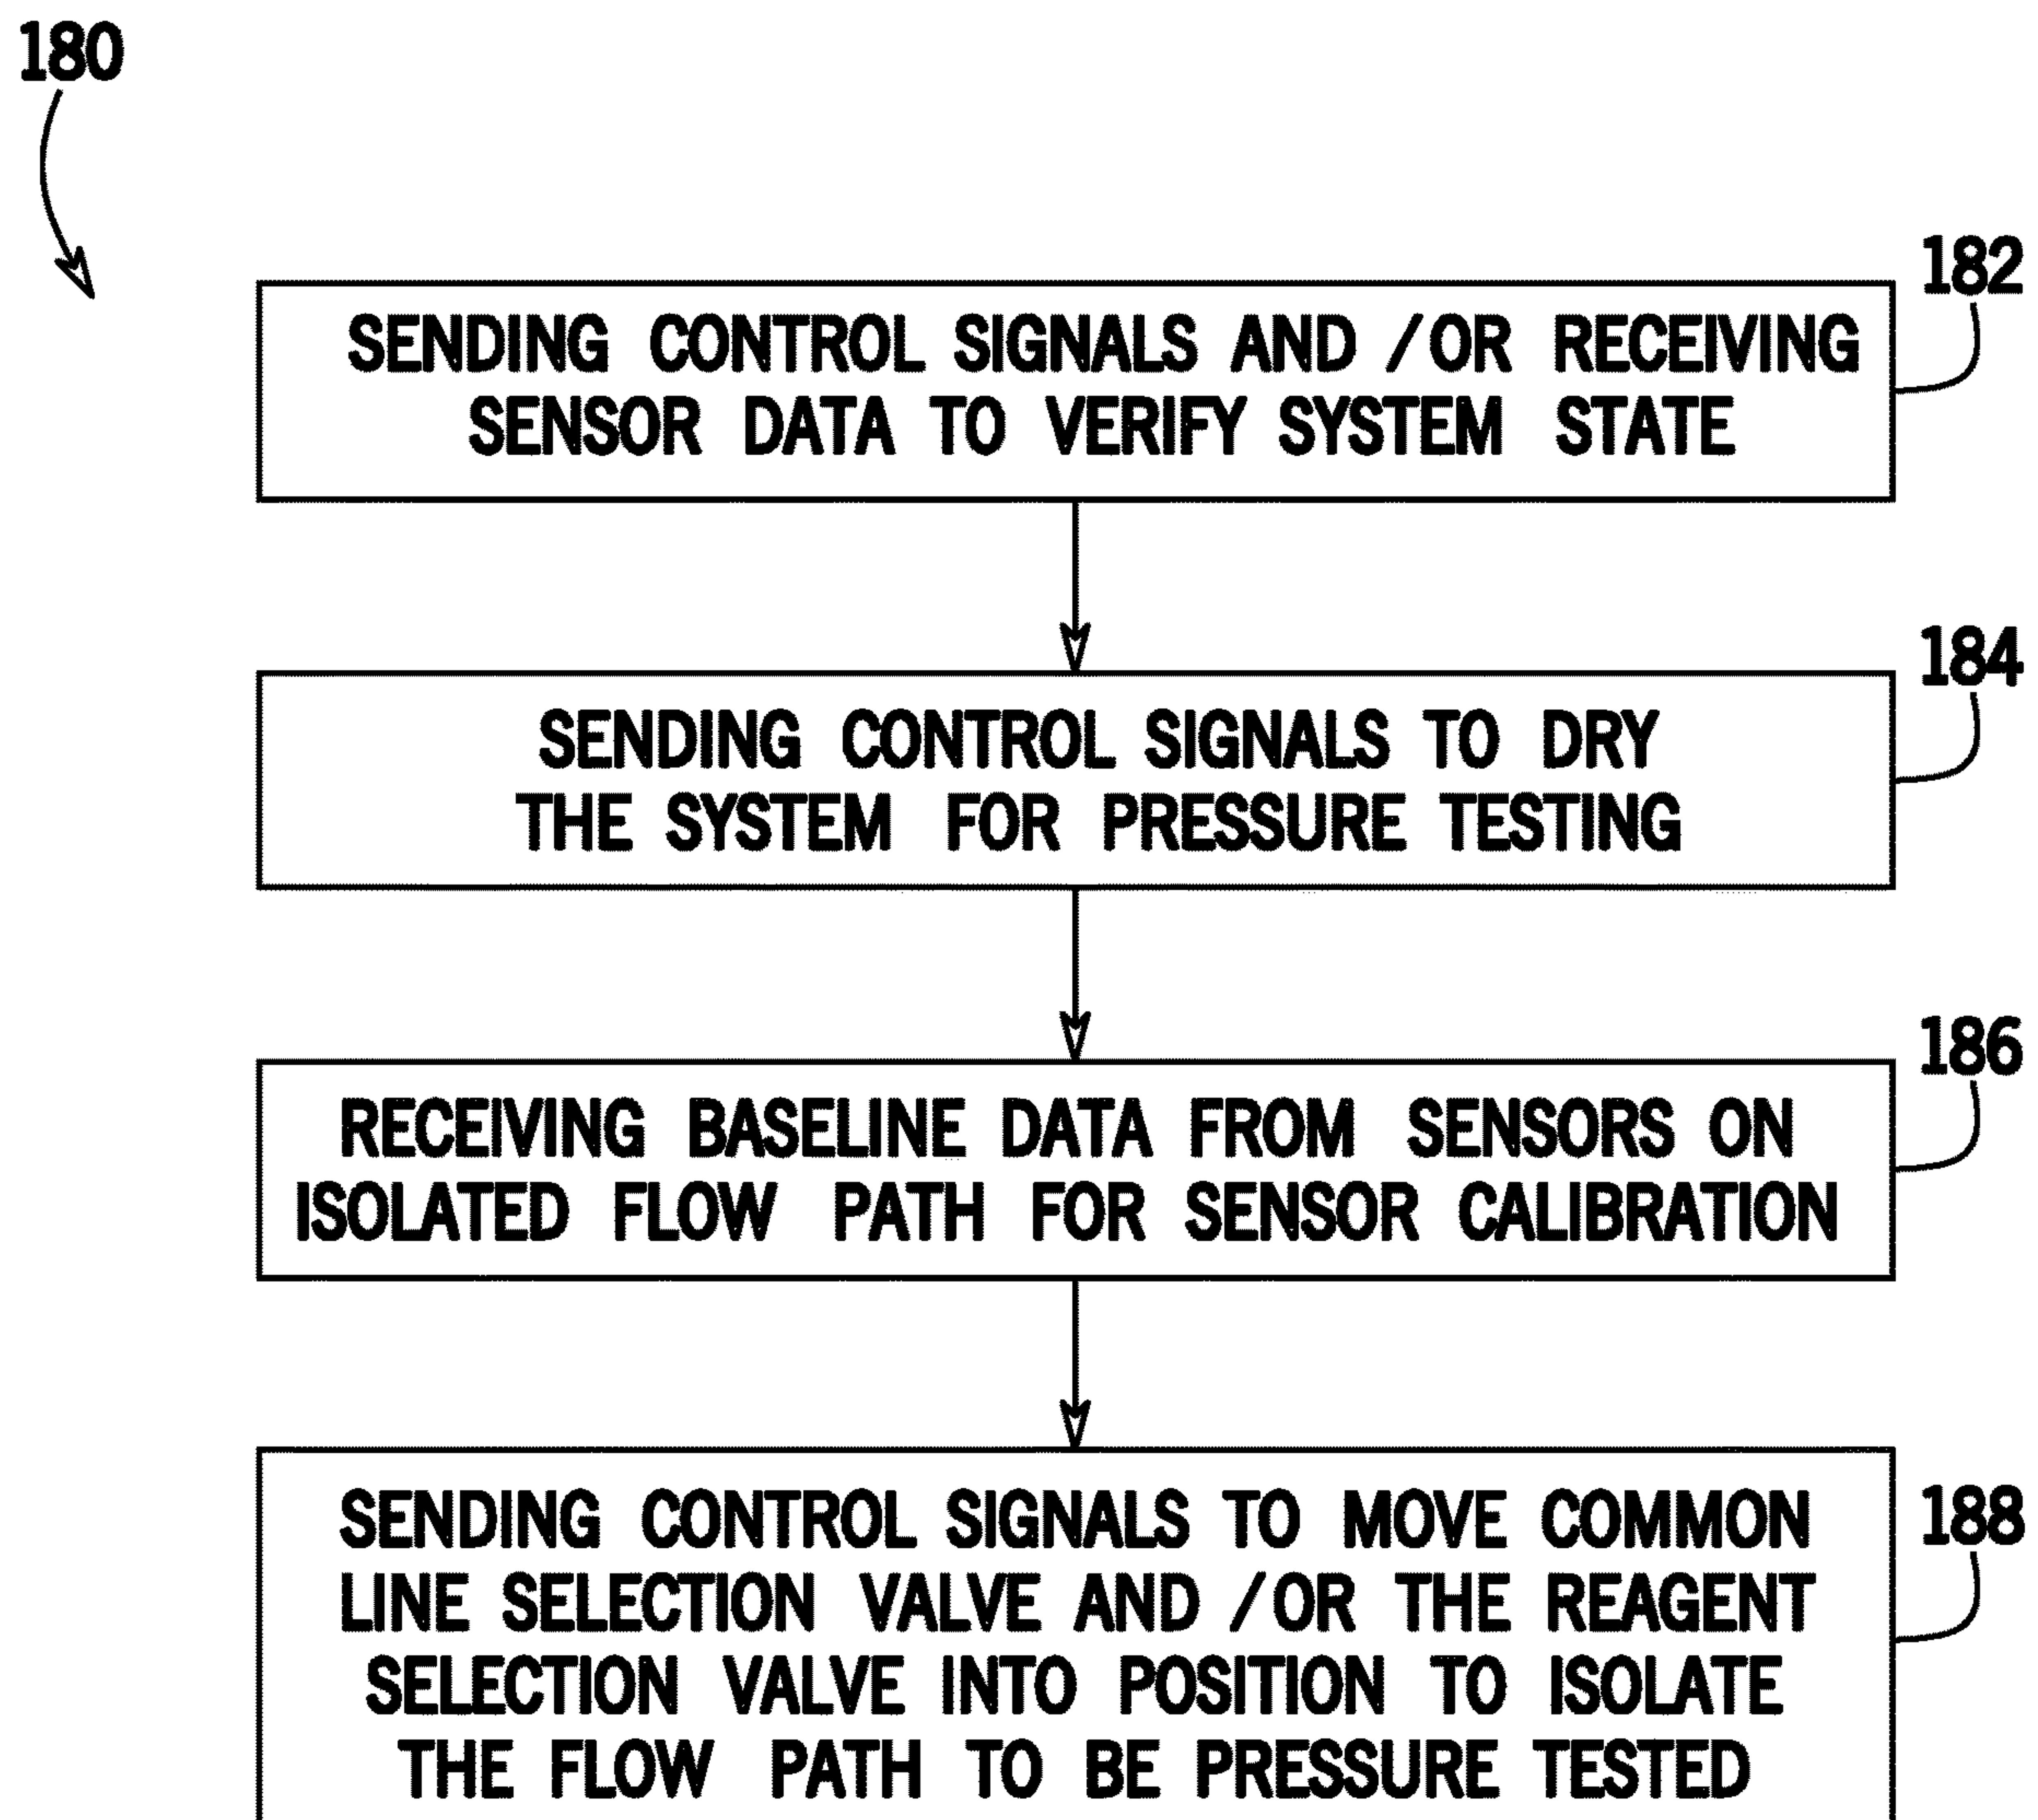 180
182
SENDING CONTROL SIGNALS AND /OR RECEIVING
SENSOR DATA TO VERIFY SYSTEM STATE
184
SENDING CONTROL SIGNALS TO DRY
THE SYSTEM FOR PRESSURE TESTING
186
RECEIVING BASELINE DATA FROM SENSORS ON
ISOLATED FLOW PATH FOR SENSOR CALIBRATION
188
SENDING CONTROL SIGNALS TO MOVE COMMON
LINE SELECTION VALVE AND /OR THE REAGENT
SELECTION VALVE INTO POSITION TO ISOLATE
THE FLOW PATH TO BE PRESSURE TESTED